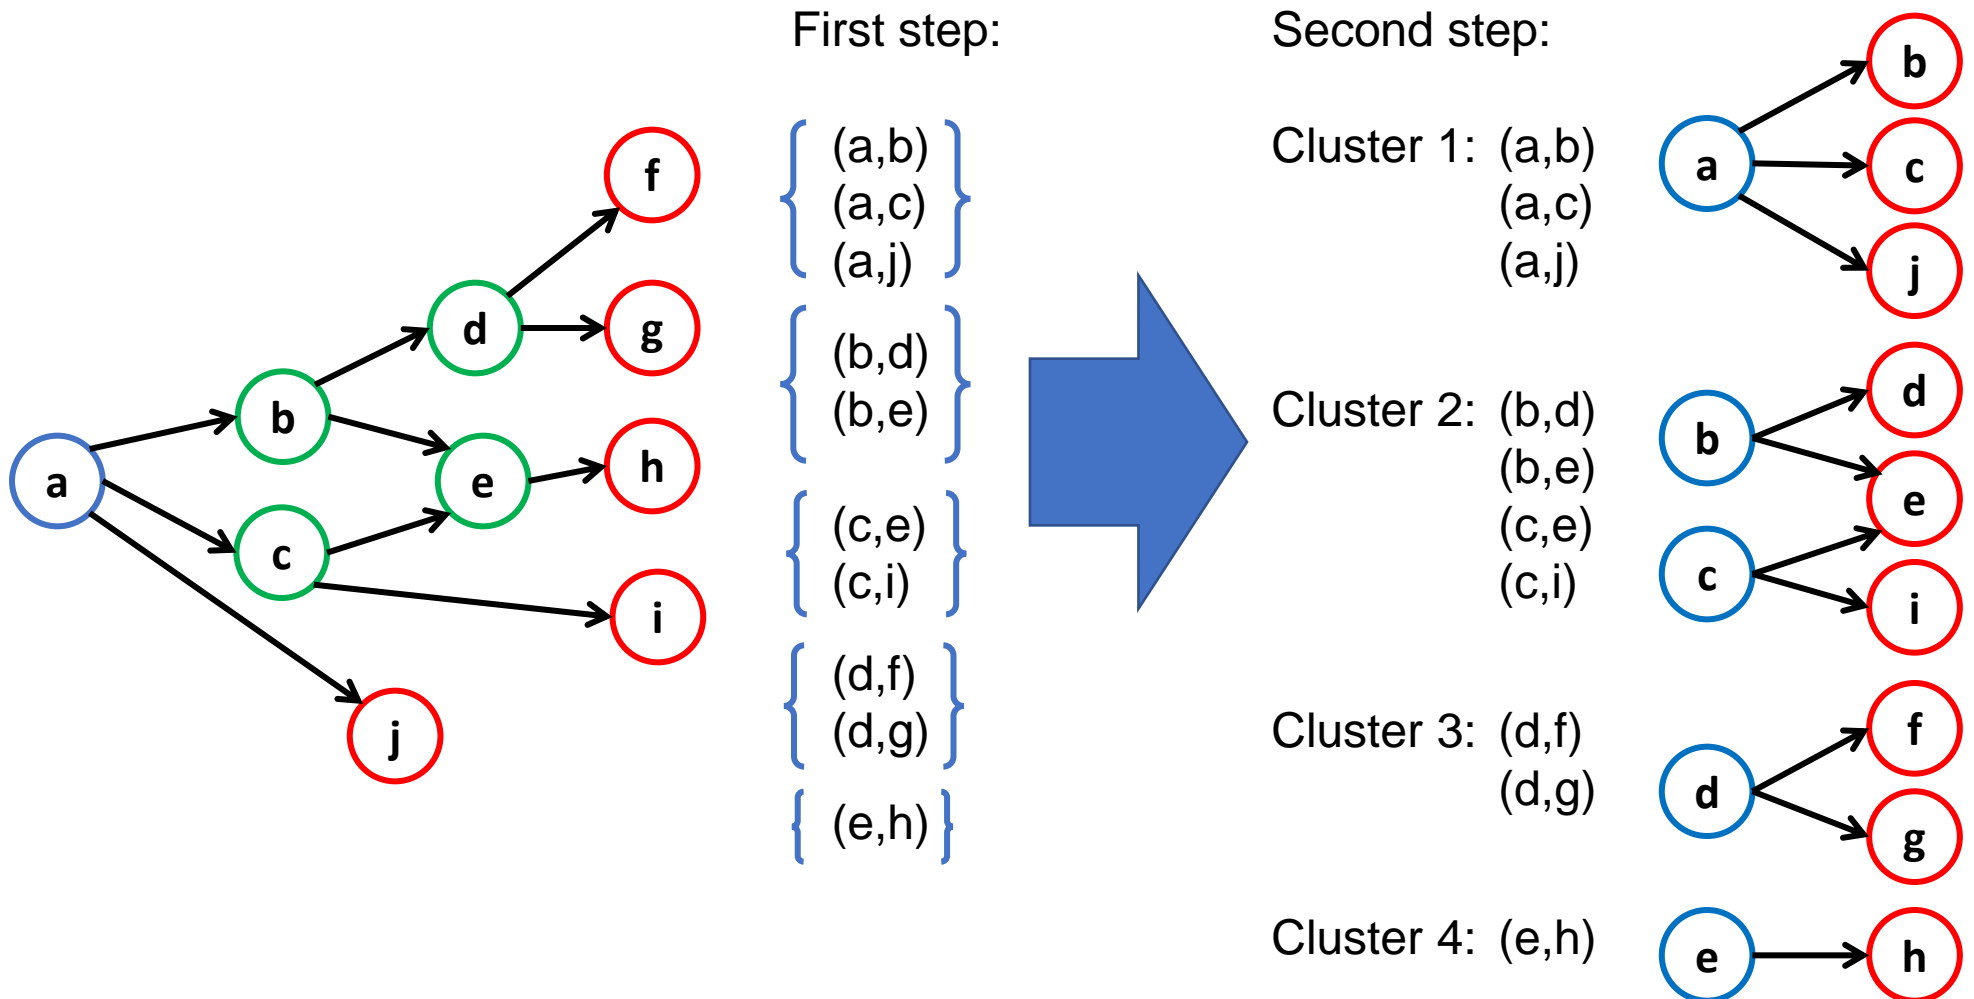 f
d
g
b
a
e
h
c
i
j
First step:
(a,b)
(a,c)
(a,j)
(b,d)
(b,e)
(c,e)
(c,i)
(d,f)
(d,g)
(e,h)
Second step:
Cluster 1: (a,b)
(a,c)
(a,j)
a
b
c
j
Cluster 2: (b,d)
(b,e)
(c,e)
(c,i)
b
c
d
e
i
Cluster 3: (d,f)
(d,g)
d
f
g
Cluster 4: (e,h)
e
h